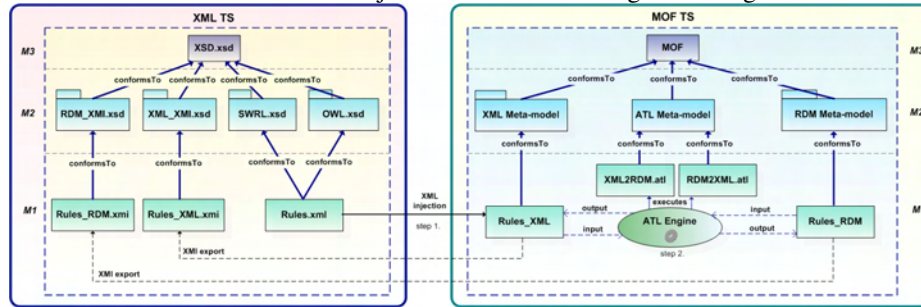 XML TS
MOF TS
M3
XSD.xsd
MOF
conformsTo
conformsTo
conformsTo
conformsTo
conformsTo
conformsTo
conformsTo
M2
RDM_XMI.xsd
XML_XMI.xsd
SWRL.xsd
OWL.xsd
XML Meta-model
ATL Meta-model
RDM Meta-model
conformsTo
conformsTo
conformsTo
conformsTo
conformsTo
conformsTo
conformsTo
conformsTo
XML2RDM.atl
RDM2XML.atl
M1
Rules_RDM.xmi
Rules_XML.xmi
Rules.xml
XML
injection
step 1.
Rules_XML
output
input
executes
ATL Engine
step 2.
input
output
Rules_RDM
XMI export
XMI export